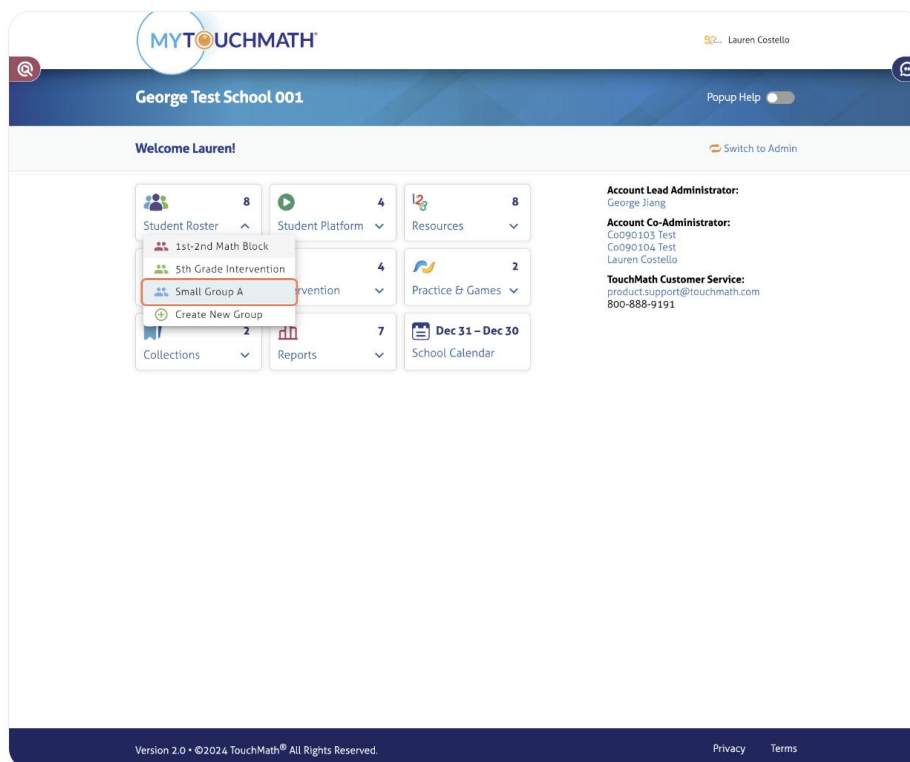 MYTOUCHMATH®
Lauren Costello
George Test School 001
Popup Help
Welcome Lauren!
Switch to Admin
8
Student Roster
4
Student Platform
8
Resources
1st-2nd Math Block
5th Grade Intervention
Small Group A
Create New Group
4
rvention
2
Practice & Games
2
Collections
7
Reports
Dec 31 – Dec 30
School Calendar
Account Lead Administrator:
George Jiang
Account Co-Administrator:
Co090103 Test
Co090104 Test
Lauren Costello
TouchMath Customer Service:
product.support@touchmath.com
800-888-9191
Version 2.0 • ©2024 TouchMath® All Rights Reserved.
Privacy Terms